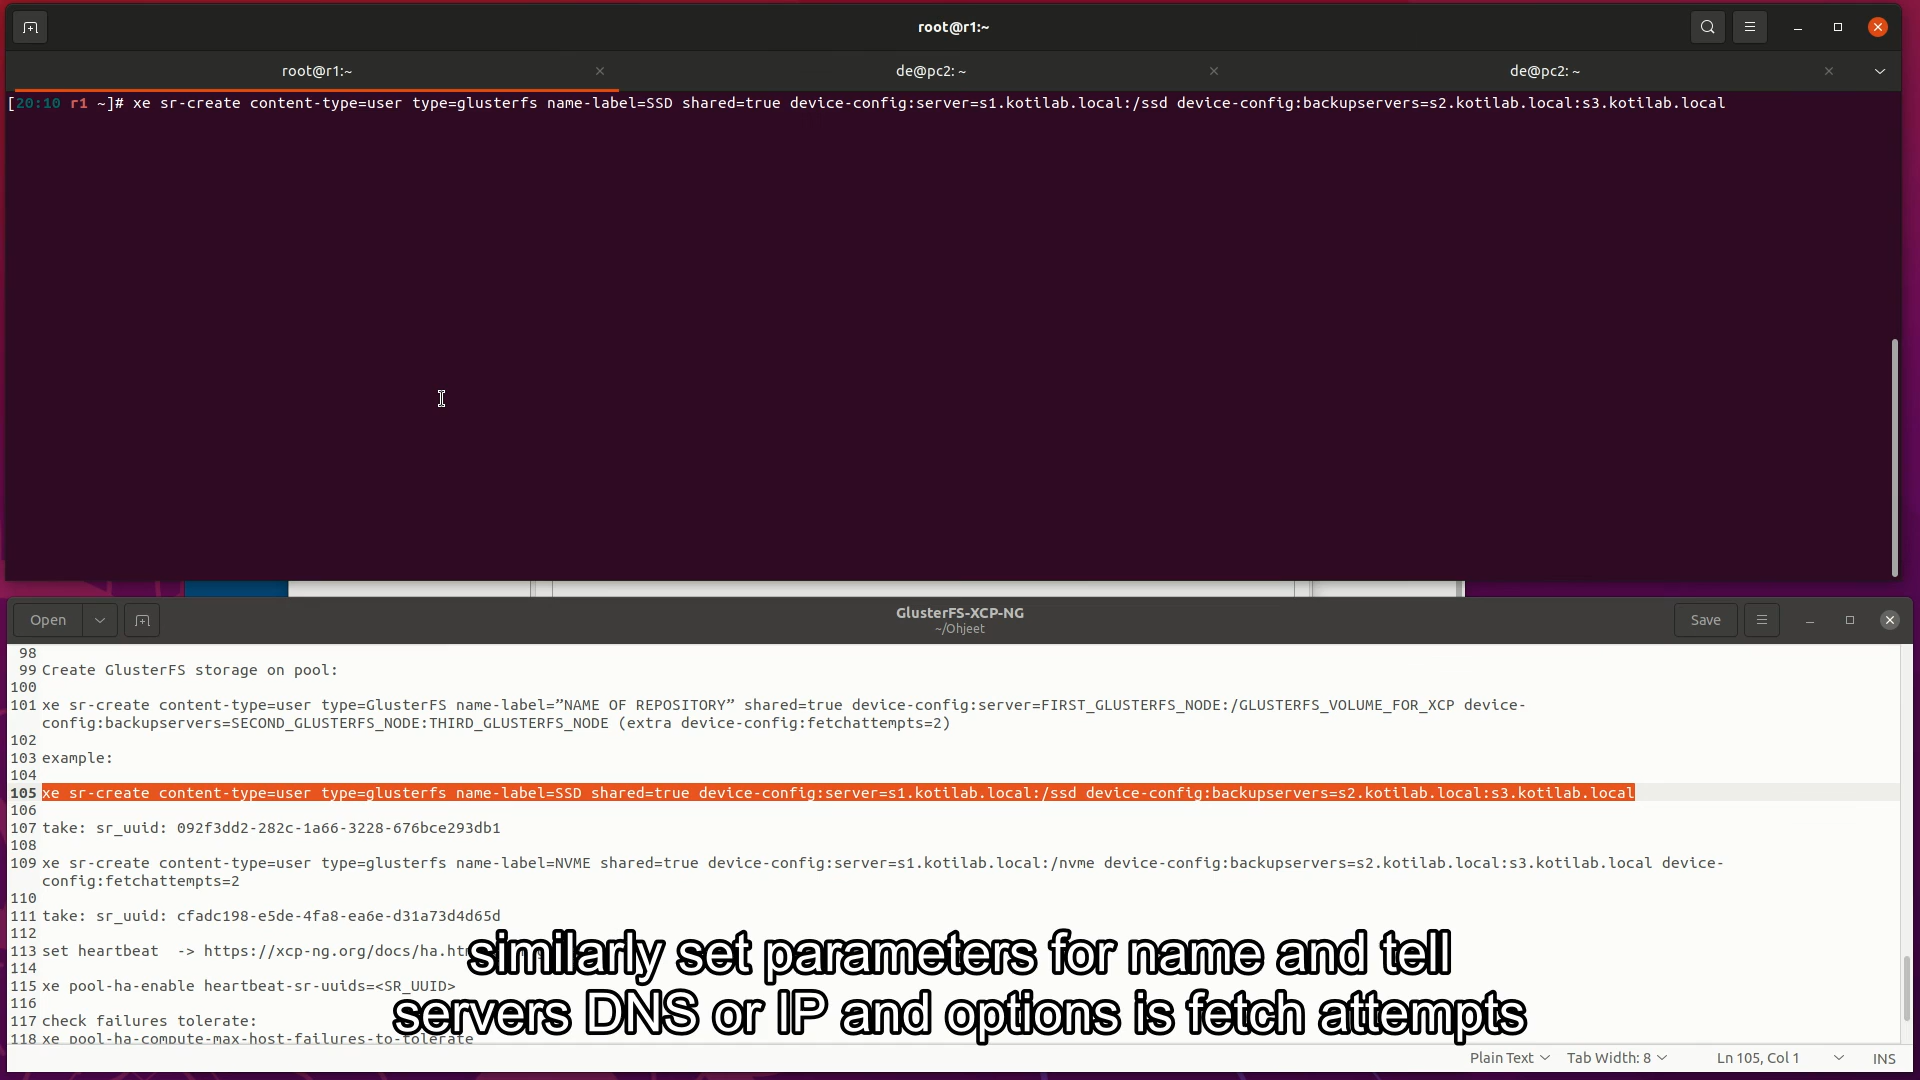 root@r1:~
root@r1:~
de@pc2: ~
de@pc2: ~
[20:10 r1 ~]# xe sr-create content-type=user type=glusterfs name-label=SSD shared=true device-config:server=s1.kotilab.local:/ssd device-config:backupservers=s2.kotilab.local:s3.kotilab.local
Open
GlusterFS-XCP-NG
~/Ohjeet
Save
98
99 Create GlusterFS storage on pool:
100
101 xe sr-create content-type=user type=GlusterFS name-label=”NAME OF REPOSITORY” shared=true device-config:server=FIRST_GLUSTERFS_NODE:/GLUSTERFS_VOLUME_FOR_XCP device-
config:backupservers=SECOND_GLUSTERFS_NODE:THIRD_GLUSTERFS_NODE (extra device-config:fetchattempts=2)
102
103 example:
104
105 xe sr-create content-type=user type=glusterfs name-label=SSD shared=true device-config:server=s1.kotilab.local:/ssd device-config:backupservers=s2.kotilab.local:s3.kotilab.local
106
107 take: sr_uuid: 092f3dd2-282c-1a66-3228-676bce293db1
108
109 xe sr-create content-type=user type=glusterfs name-label=NVME shared=true device-config:server=s1.kotilab.local:/nvme device-config:backupservers=s2.kotilab.local:s3.kotilab.local device-
config:fetchattempts=2
110
111 take: sr_uuid: cfadc198-e5de-4fa8-ea6e-d31a73d4d65d
112
113 set heartbeat  -> https://xcp-ng.org/docs/ha.htm
114
115 xe pool-ha-enable heartbeat-sr-uuids=<SR_UUID>
116
117 check failures tolerate:
118 xe pool-ha-compute-max-host-failures-to-tolerate
similarly set parameters for name and tell
servers DNS or IP and options is fetch attempts
Plain Text
Tab Width: 8
Ln 105, Col 1
INS